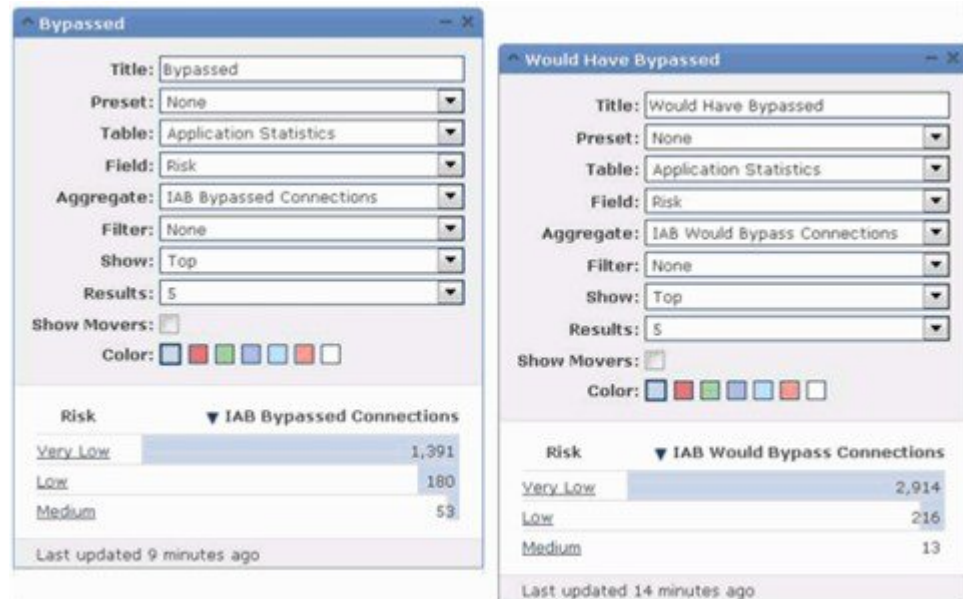 Bypassed
Title: Bypassed
Preset: None
Table: Application Statistics
Field: Risk
Aggregate: IAB Bypassed Connections
Filter: None
Show: Top
Results: 5
Show Movers:
Color:
Risk ▼ IAB Bypassed Connections
Very Low 1,391
Low 180
Medium 53
Last updated 9 minutes ago
Would Have Bypassed
Title: Would Have Bypassed
Preset: None
Table: Application Statistics
Field: Risk
Aggregate: IAB Would Bypass Connections
Filter: None
Show: Top
Results: 5
Show Movers:
Color:
Risk ▼ IAB Would Bypass Connections
Very Low 2,914
Low 216
Medium 13
Last updated 14 minutes ago